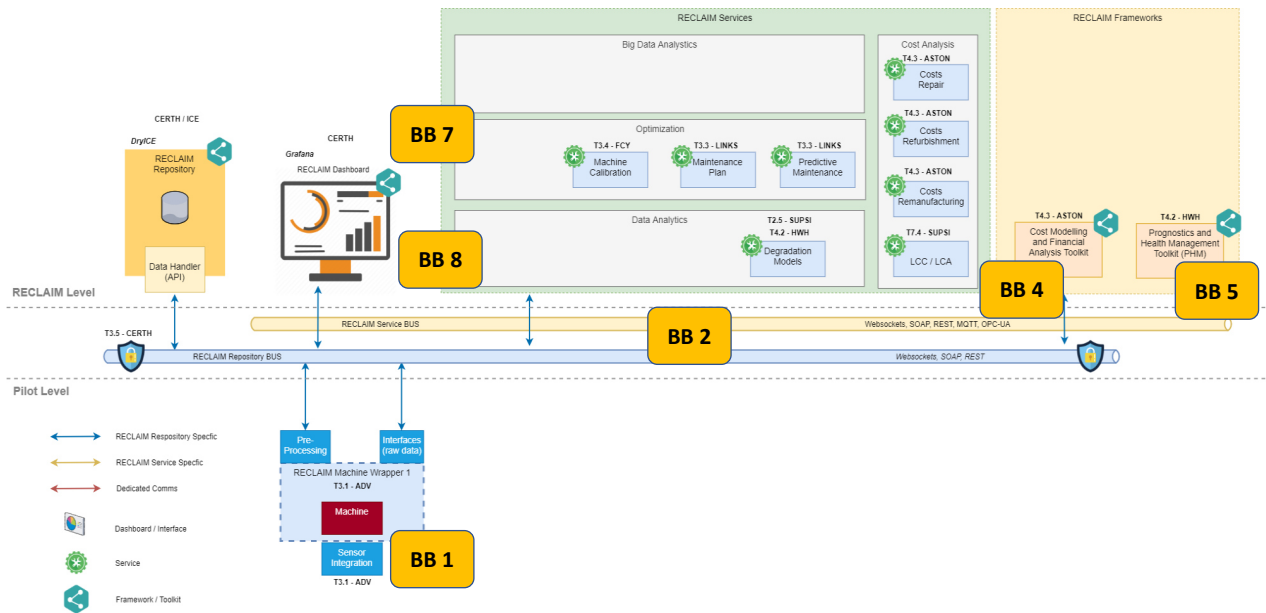 RECLAIM Services
RECLAIM Frameworks
Big Data Analystics
Cost Analysis
T4.3 - ASTON
Costs
Repair
CERTH / ICE
DryICE
RECLAIM
Repository
Data Handler
(API)
CERTH
Grafana
RECLAIM Dashboard
BB 7
Optimization
T3.4 - FCY
Machine
Calibration
T3.3 - LINKS
Maintenance
Plan
T3.3 - LINKS
Predictive
Maintenance
T4.3 - ASTON
Costs
Refurbishment
T4.3 - ASTON
Costs
Remanufacturing
BB 8
Data Analytics
T2.5 - SUPSI
T4.2 - HWH
Degradation
Models
T7.4 - SUPSI
LCC / LCA
T4.3 - ASTON
Cost Modelling
and Financial
Analysis Toolkit
T4.2 - HWH
Prognostics and
Health Management
Toolkit (PHM)
BB 4
BB 5
RECLAIM Level
RECLAIM Service BUS
BB 2
Websockets, SOAP, REST, MQTT, OPC-UA
T3.5 - CERTH
RECLAIM Repository BUS
Websockets, SOAP, REST
Pilot Level
RECLAIM Respository Specfic
RECLAIM Service Specfic
Dedicated Comms
Dashboard / Interface
Service
Framework / Toolkit
Pre-
Processing
Interfaces
(raw data)
RECLAIM Machine Wrapper 1
T3.1 - ADV
Machine
Sensor
Integration
T3.1 - ADV
BB 1